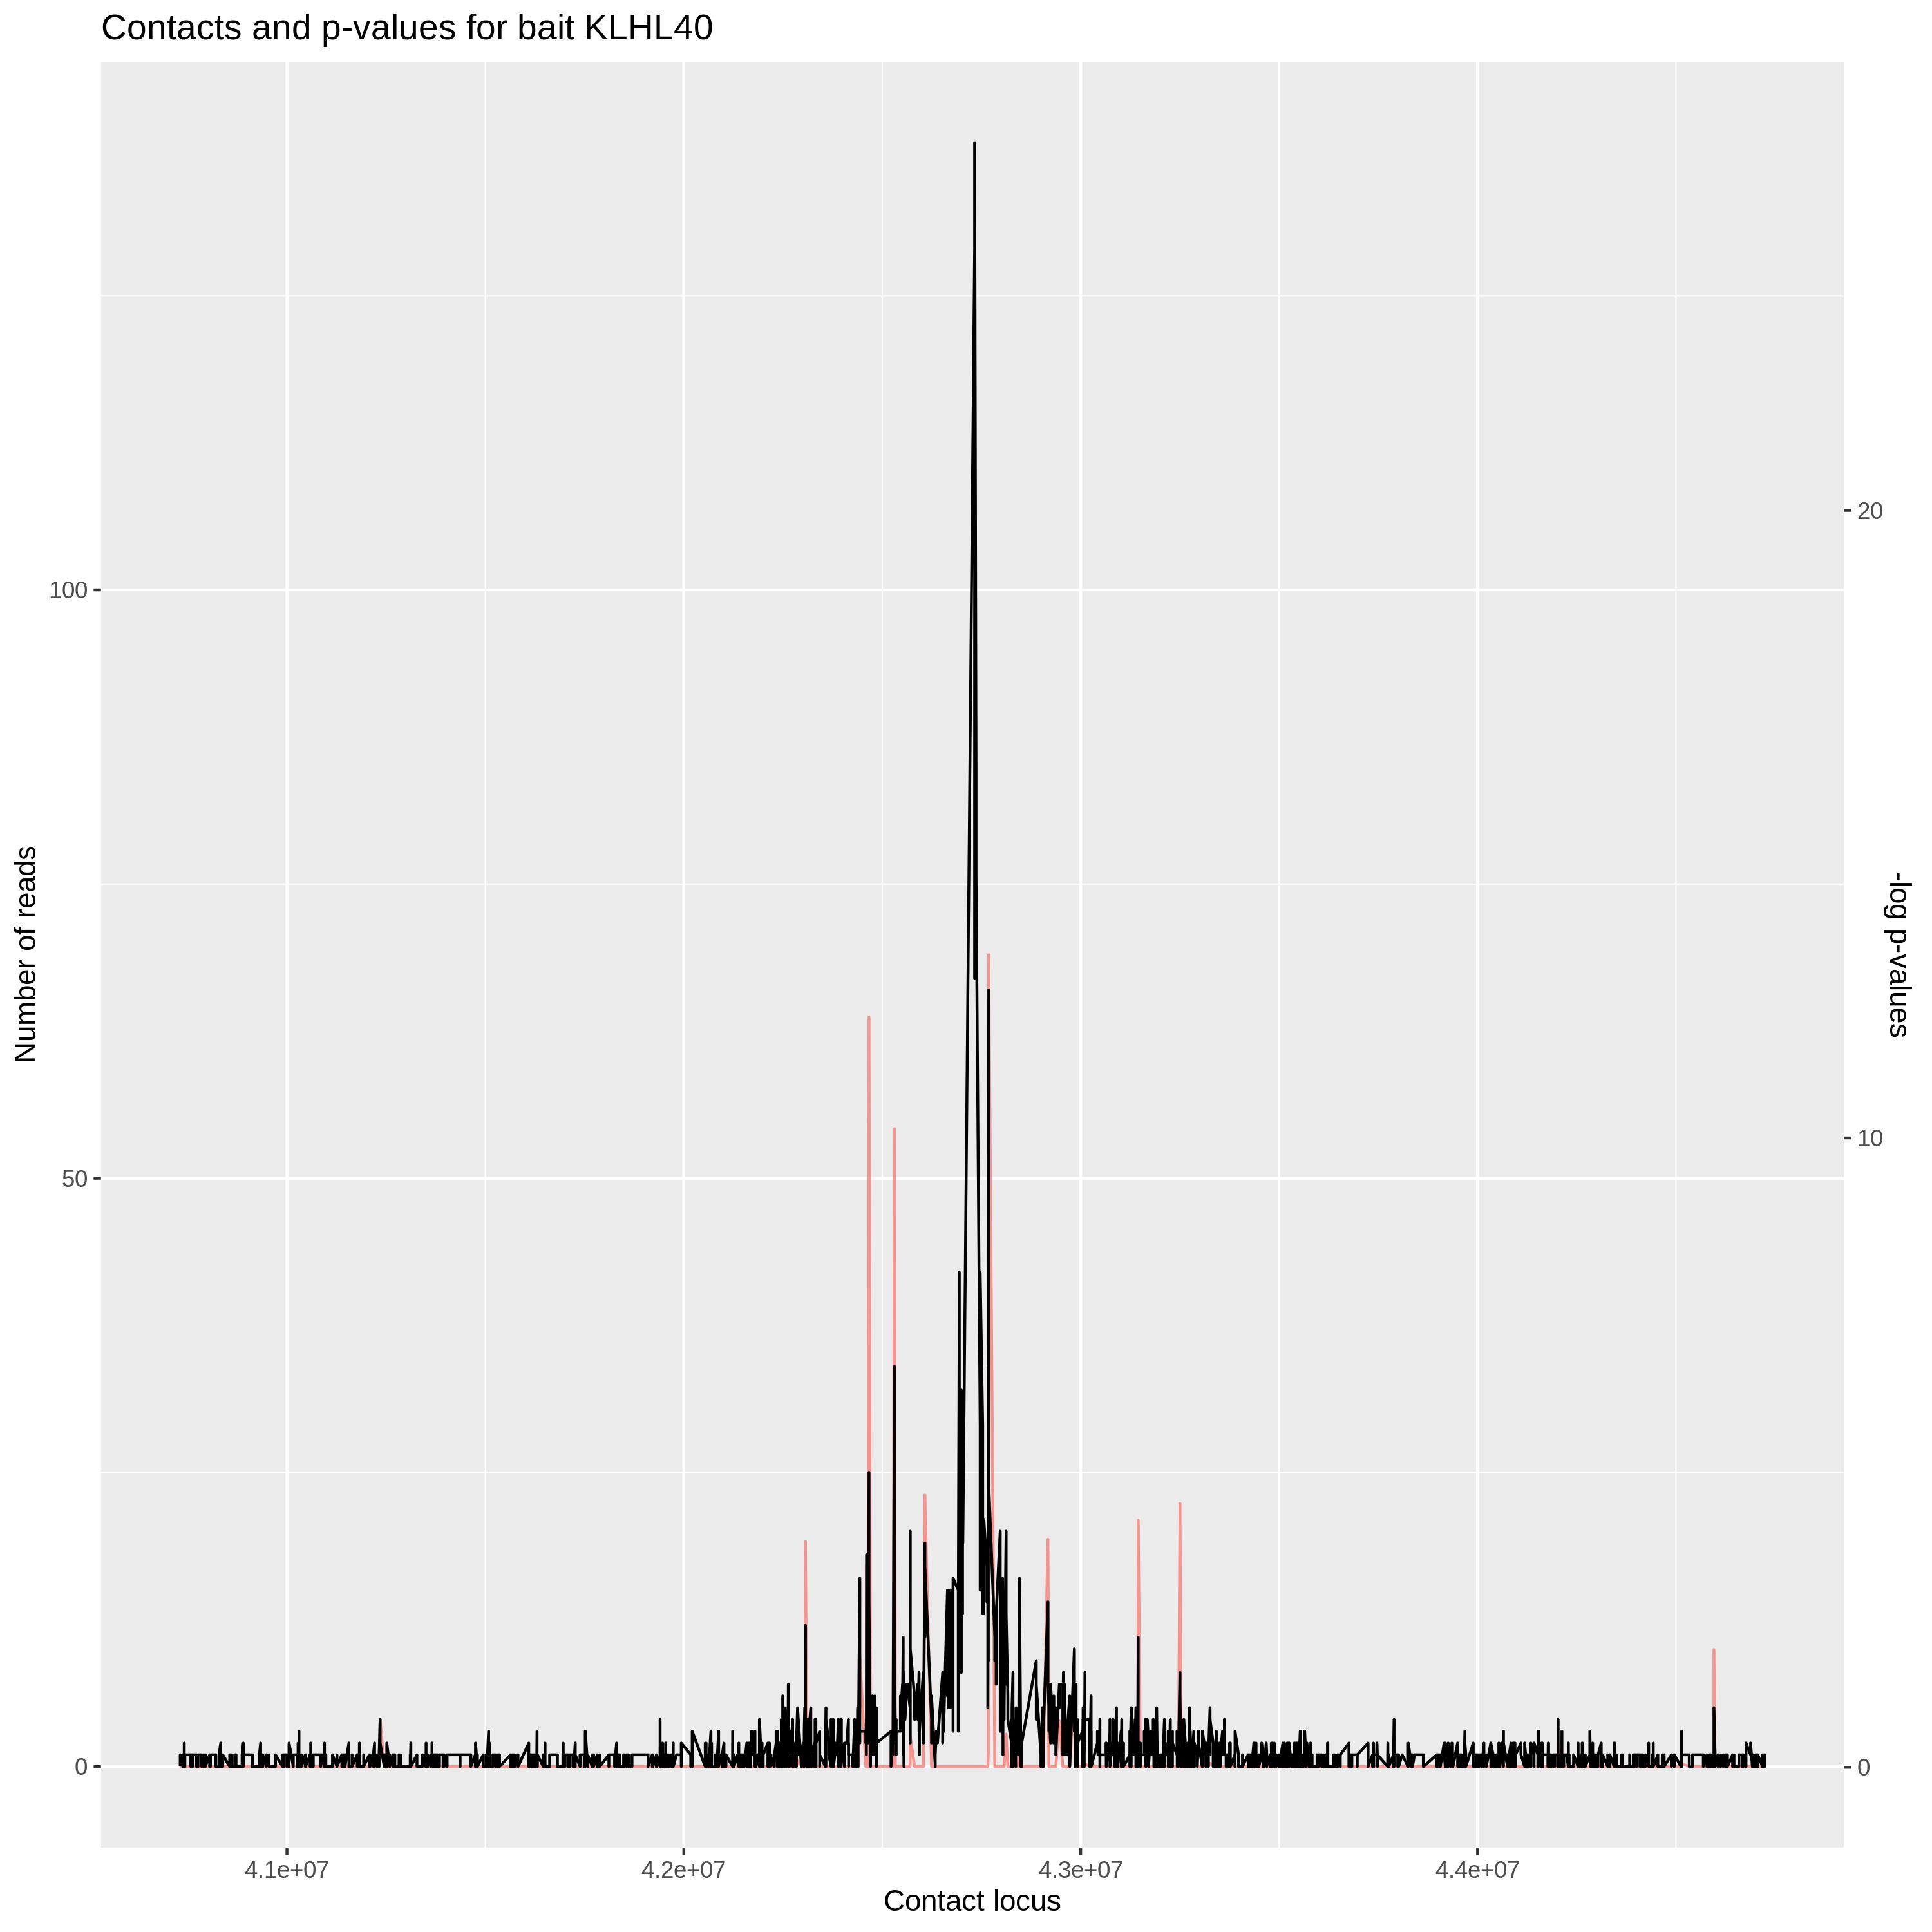 Contacts and p-values for bait KLHL40
100
50
0
20
10
0
Number of reads
-log p-values
4.1e+07 4.2e+07 4.3e+07 4.4e+07
Contact locus